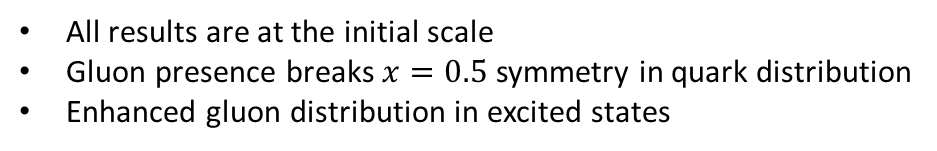 • All results are at the initial scale
• Gluon presence breaks x = 0.5 symmetry in quark distribution
• Enhanced gluon distribution in excited states